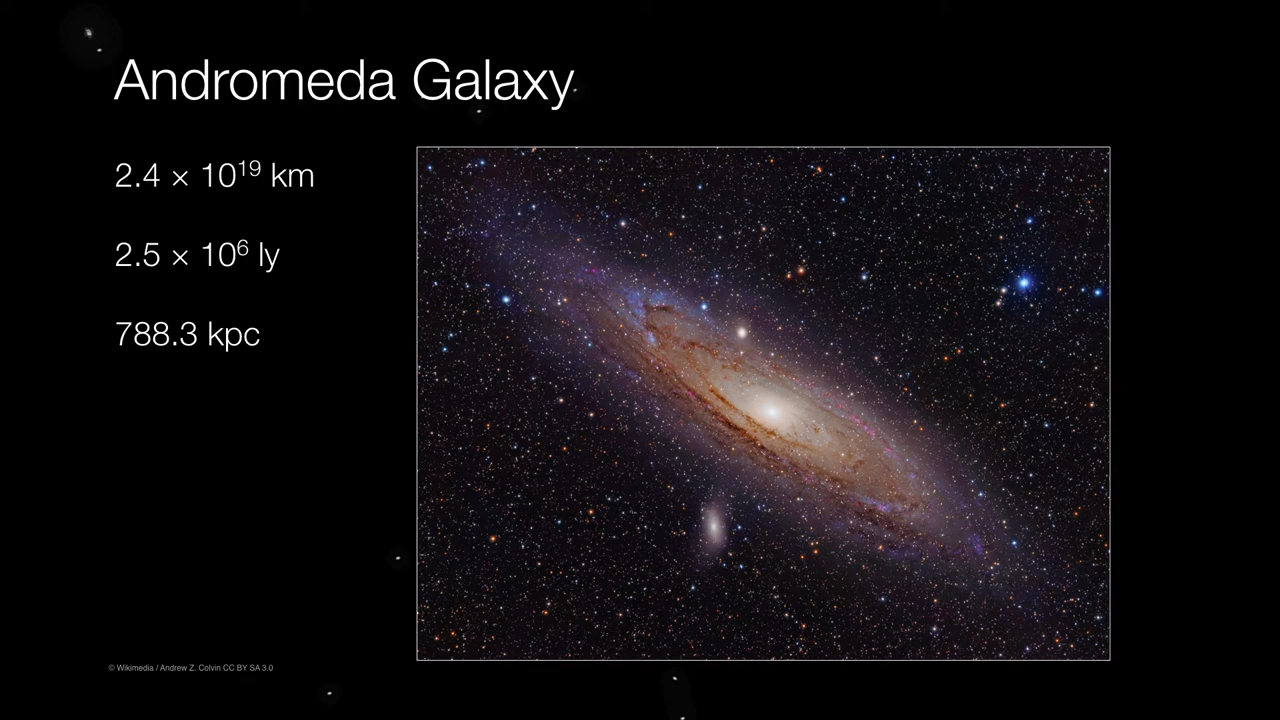 Andromeda Galaxy
2.4 × 10¹⁹ km
2.5 × 10⁶ ly
788.3 kpc
© Wikimedia / Andrew Z. Colvin CC BY SA 3.0